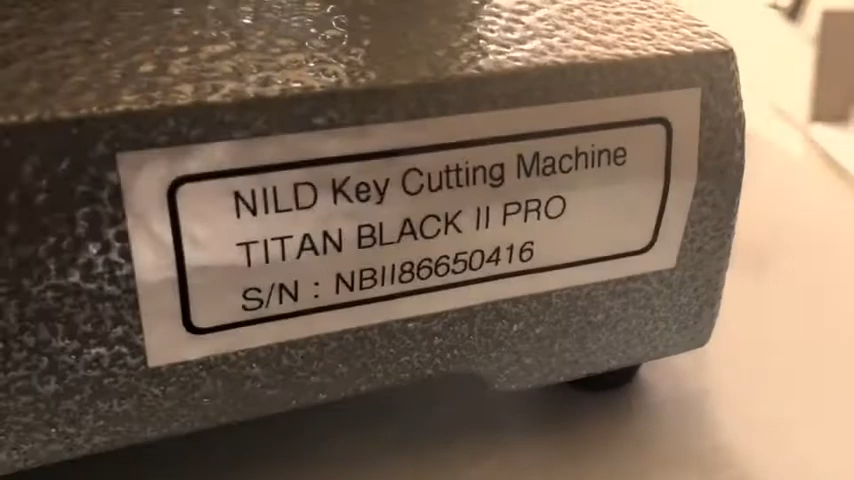 NILD Key Cutting Machine
TITAN BLACK II PRO
S/N : NBII86650416